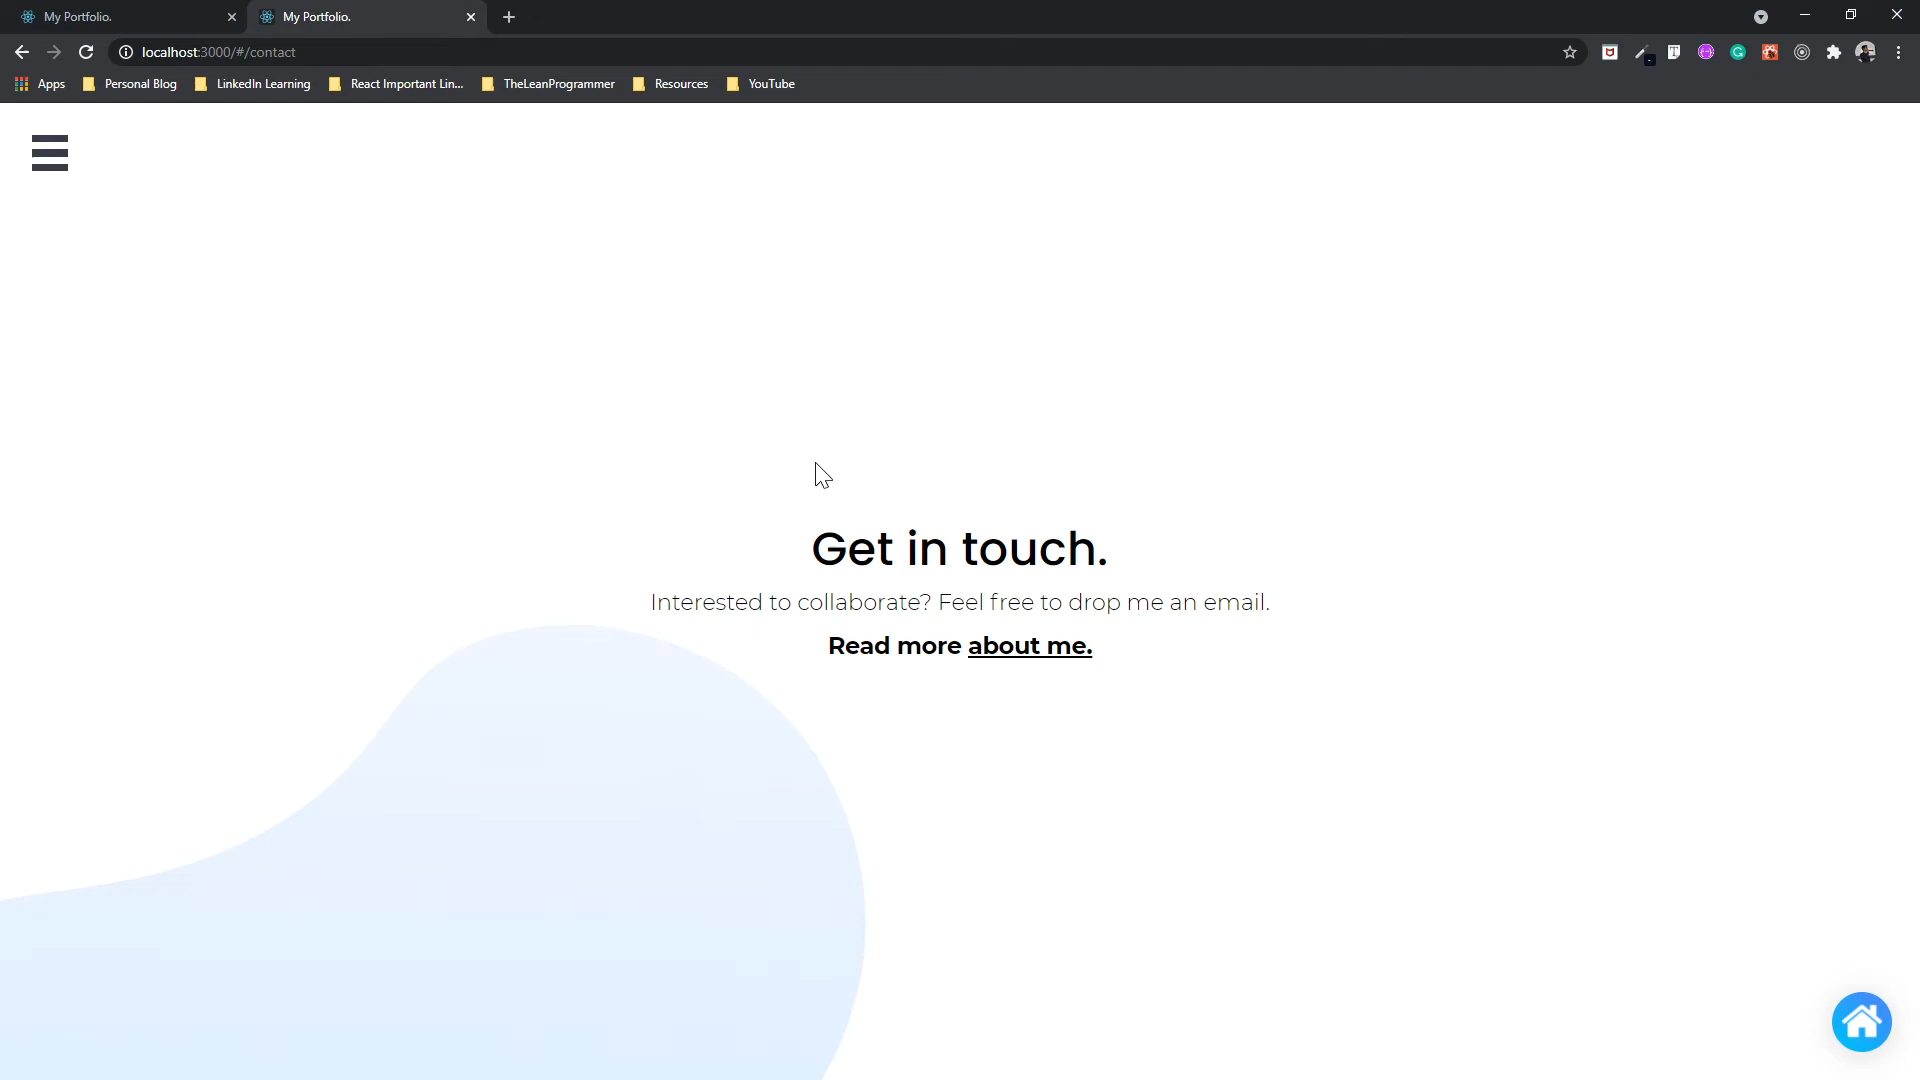 My Portfolio.
My Portfolio.
localhost:3000/#/contact
Apps
Personal Blog
LinkedIn Learning
React Important Lin...
TheLeanProgrammer
Resources
YouTube
Get in touch.
Interested to collaborate? Feel free to drop me an email.
Read more about me.